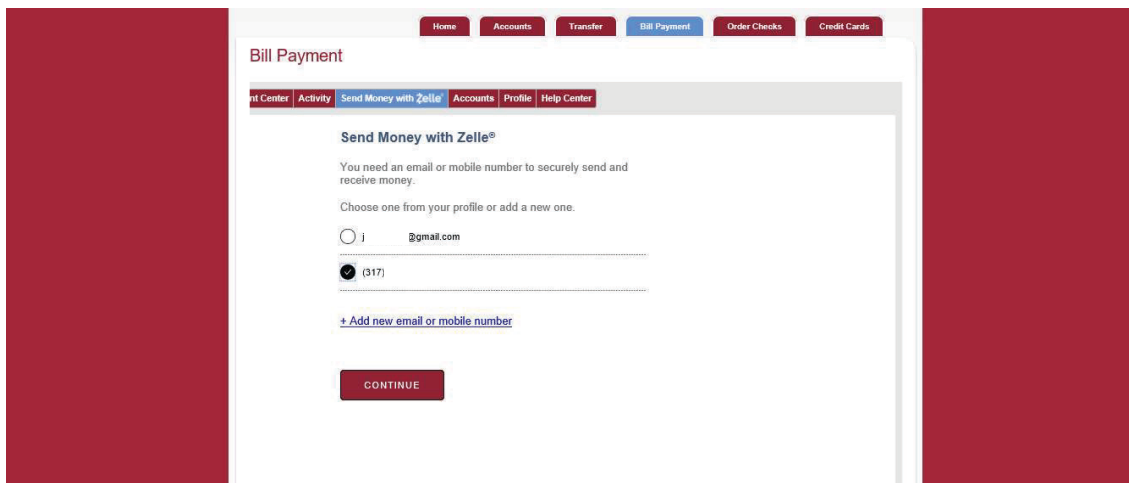 Home Accounts Transfer Bill Payment Order Checks Credit Cards
Bill Payment
nt Center Activity Send Money with Zelle® Accounts Profile Help Center
Send Money with Zelle®
You need an email or mobile number to securely send and
receive money.
Choose one from your profile or add a new one.
j @gmail.com
(317)
+ Add new email or mobile number
CONTINUE